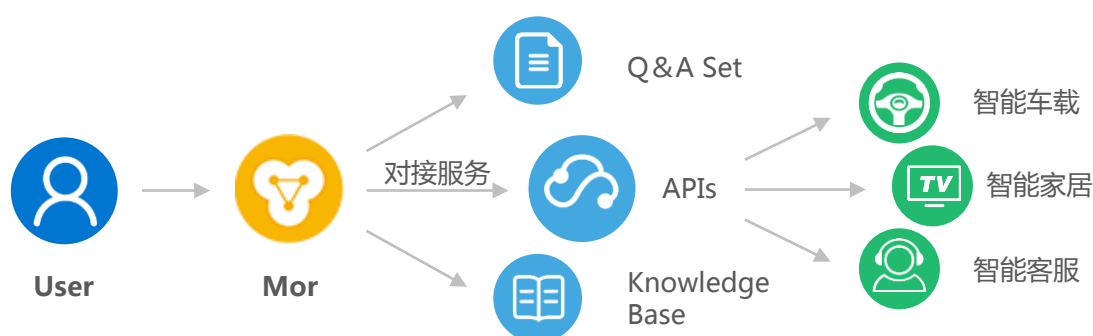 Q&A Set
智能车载
对接服务
APIs
TV
智能家居
User
Mor
Knowledge
Base
智能客服